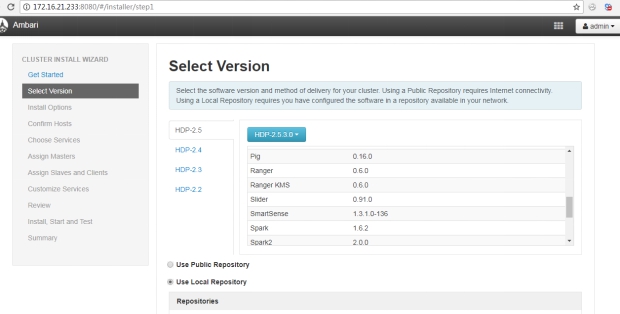 172.16.21.233:8080/#/installer/step1
Ambari
admin
CLUSTER INSTALL WIZARD
Get Started
Select Version
Install Options
Confirm Hosts
Choose Services
Assign Masters
Assign Slaves and Clients
Customize Services
Review
Install, Start and Test
Summary
Select Version
Select the software version and method of delivery for your cluster. Using a Public Repository requires Internet connectivity.
Using a Local Repository requires you have configured the software in a repository available in your network.
HDP-2.5
HDP-2.4
HDP-2.3
HDP-2.2
HDP-2.5.3.0
Pig 0.16.0
Ranger 0.6.0
Ranger KMS 0.6.0
Slider 0.91.0
SmartSense 1.3.1.0-136
Spark 1.6.2
Spark2 2.0.0
Use Public Repository
Use Local Repository
Repositories